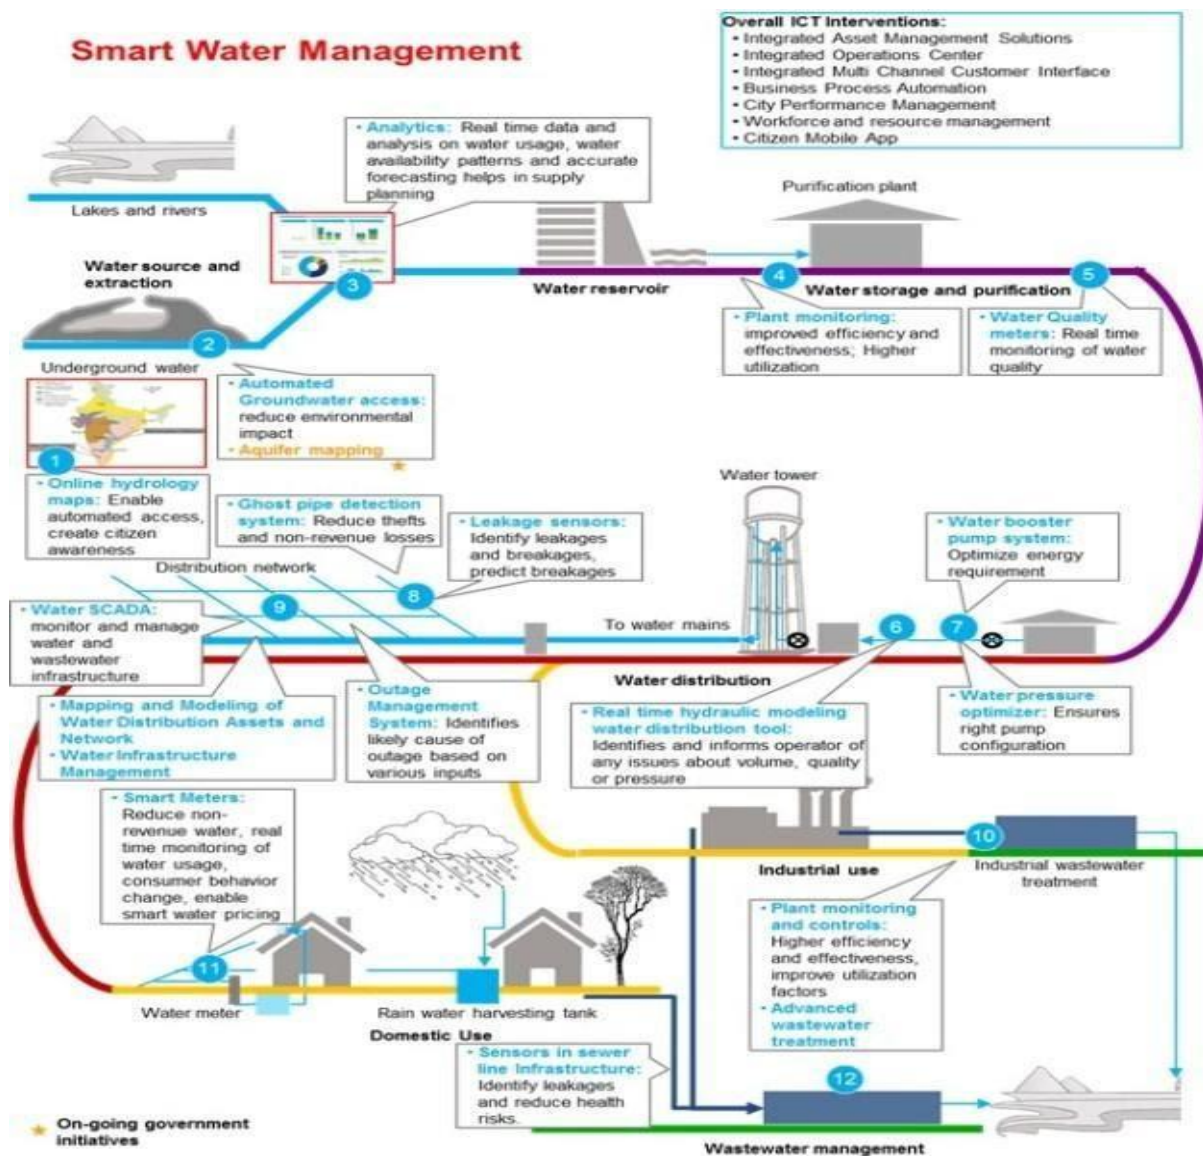 Smart Water Management
Overall ICT Interventions:
• Integrated Asset Management Solutions
• Integrated Operations Center
• Integrated Multi Channel Customer Interface
• Business Process Automation
• City Performance Management
• Workforce and resource management
• Citizen Mobile App
• Analytics: Real time data and
analysis on water usage, water
availability patterns and accurate
forecasting helps in supply
planning
Lakes and rivers
Purification plant
Water source and
extraction
3
Water reservoir
4
Water storage and purification
5
2
Underground water
• Plant monitoring:
improved efficiency and
effectiveness; Higher
utilization
• Water Quality
meters: Real time
monitoring of water
quality
• Automated
Groundwater access:
reduce environmental
impact
• Aquifer mapping
1
• Online hydrology
maps: Enable
automated access,
create citizen
awareness
• Ghost pipe detection
system: Reduce thefts
and non-revenue losses
• Leakage sensors:
Identify leakages
and breakages,
predict breakages
Water tower
• Water booster
pump system:
Optimize energy
requirement
Distribution network
9
8
• Water SCADA:
monitor and manage
water and
wastewater
infrastructure
To water mains
6
7
Water distribution
• Mapping and Modeling of
Water Distribution Assets and
Network
• Water Infrastructure
Management
• Outage
Management
System: Identifies
likely cause of
outage based on
various inputs
• Real time hydraulic modeling
water distribution tool:
Identifies and informs operator of
any issues about volume, quality
or pressure
• Water pressure
optimizer: Ensures
right pump
configuration
• Smart Meters:
Reduce non-
revenue water, real
time monitoring of
water usage,
consumer behavior
change, enable
smart water pricing
10
Industrial use
Industrial wastewater
treatment
• Plant monitoring
and controls:
Higher efficiency
and effectiveness,
improve utilization
factors
• Advanced
wastewater
treatment
11
Water meter
Rain water harvesting tank
Domestic Use
• Sensors in sewer
line Infrastructure:
Identify leakages
and reduce health
risks.
12
Wastewater management
On-going government
initiatives